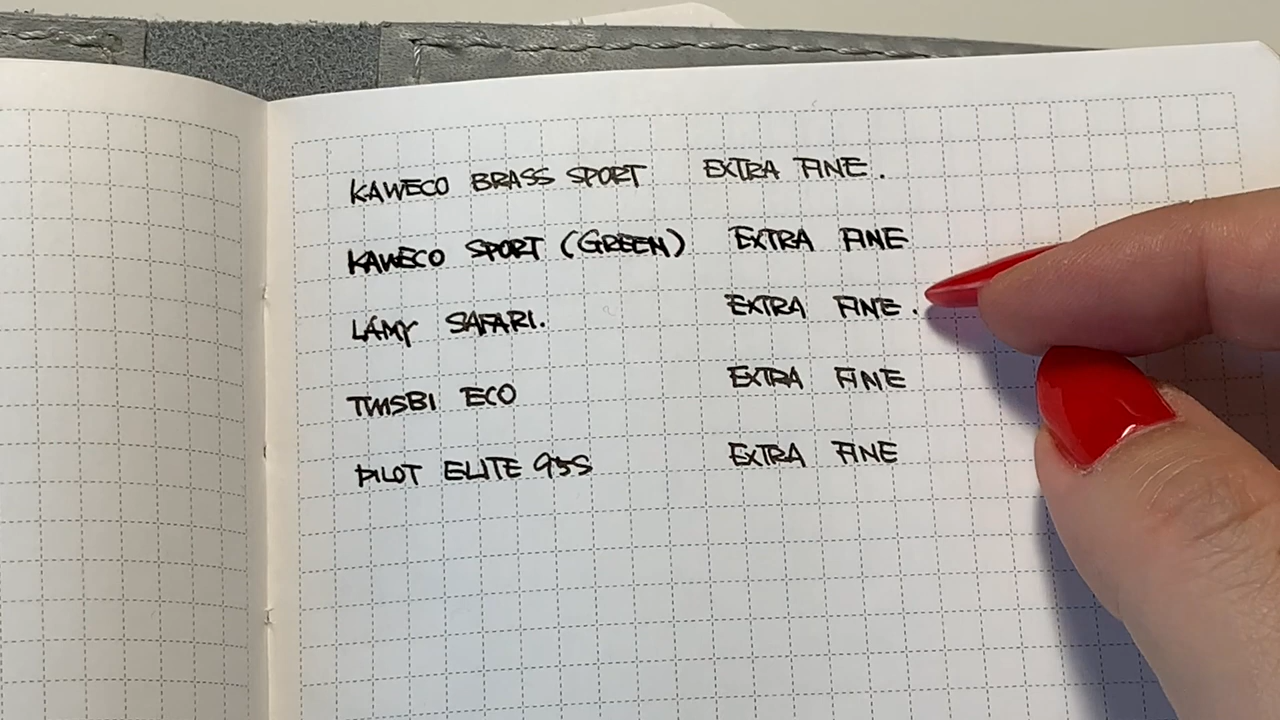 KAWECO BRASS SPORT EXTRA FINE.
KAWECO SPORT (GREEN) EXTRA FINE
LAMY SAFARI. EXTRA FINE.
TWSBI ECO EXTRA FINE
PILOT ELITE 95S EXTRA FINE